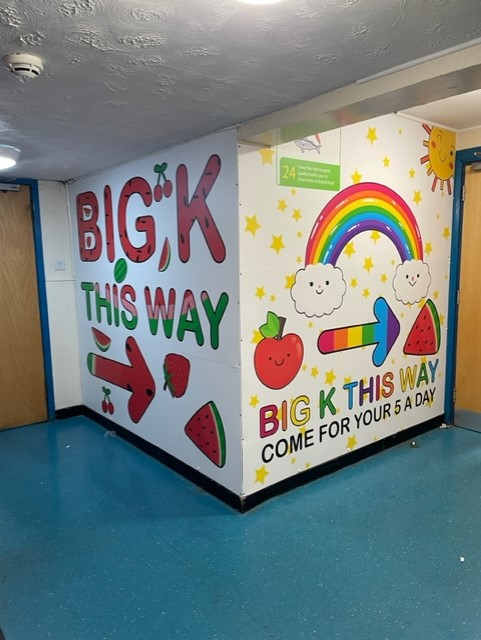 BIG K
THIS WAY
24
BIG K THIS WAY
COME FOR YOUR 5 A DAY